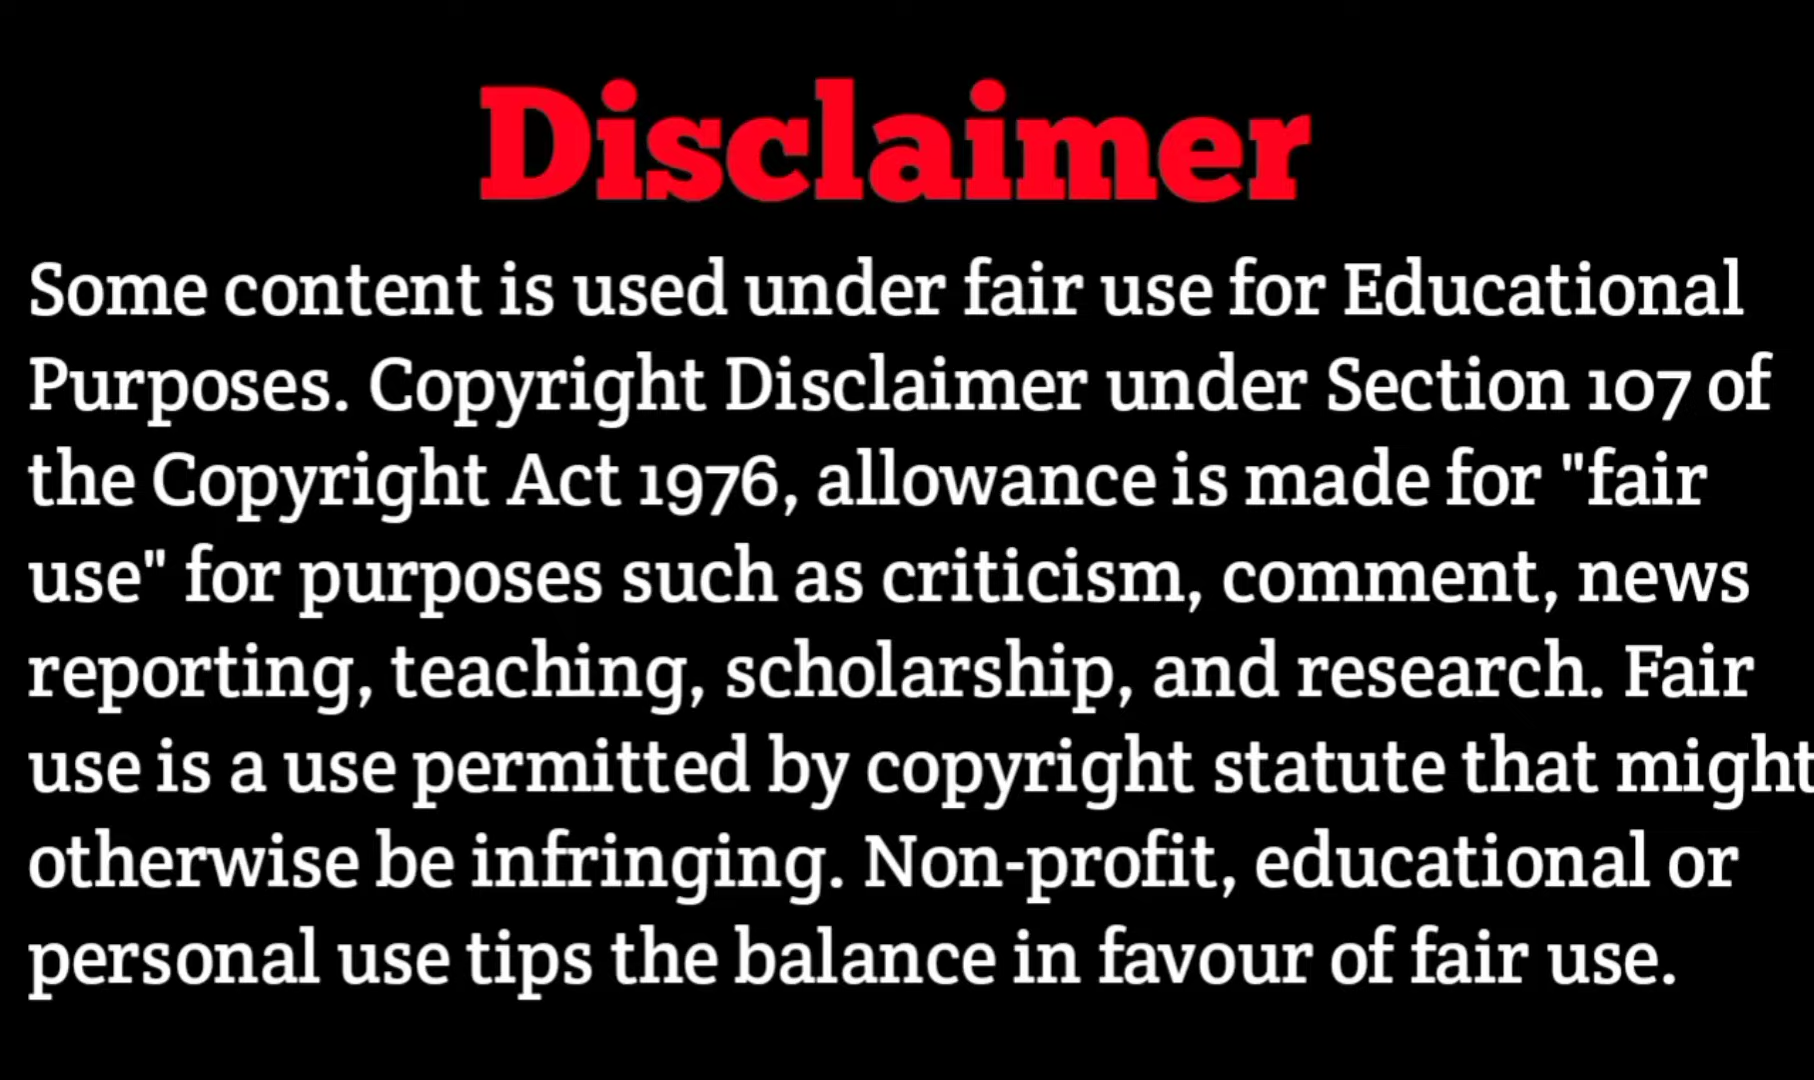 Disclaimer
Some content is used under fair use for Educational
Purposes. Copyright Disclaimer under Section 107 of
the Copyright Act 1976, allowance is made for "fair
use" for purposes such as criticism, comment, news
reporting, teaching, scholarship, and research. Fair
use is a use permitted by copyright statute that might
otherwise be infringing. Non-profit, educational or
personal use tips the balance in favour of fair use.